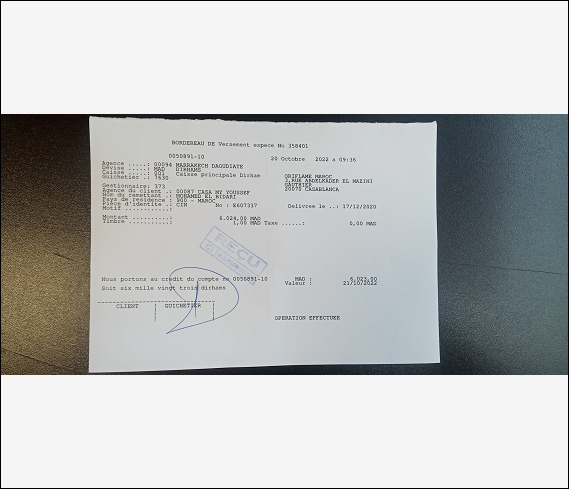 BORDEREAU DE Versement espece No 358401
0050891-10 20 Octobre 2022 a 09:36
Agence .....: 00094 MARRAKECH DAOUDIATE
Devise .....: MAD DIRHAMS
Caisse .....: 001 Caisse principale Dirham
Guichetier .: 7630
ORIFLAME MAROC
3,RUE ABDELKADER EL MAZINI
GAUTHIER
20070 CASABLANCA
Gestionnaire: 373
Agence du client .: 00087 CASA MY YOUSSEF
Nom du remettant .: MOHAMED EL HIDARI
Pays de residence : 900 - MAROC
Pièce d'identite .: CIN No : E607337 Delivree le ..: 17/12/2020
Motif ............:
Montant ..........: 6.024,00 MAD
Timbre ...........: 1,00 MAD Taxe ......: 0,00 MAD
REÇU
Nous portons au credit du compte no 0050891-10 MAD : 6.023,00
Valeur : 21/10/2022
Soit six mille vingt trois dirhams
CLIENT GUICHETIER
OPERATION EFFECTUEE